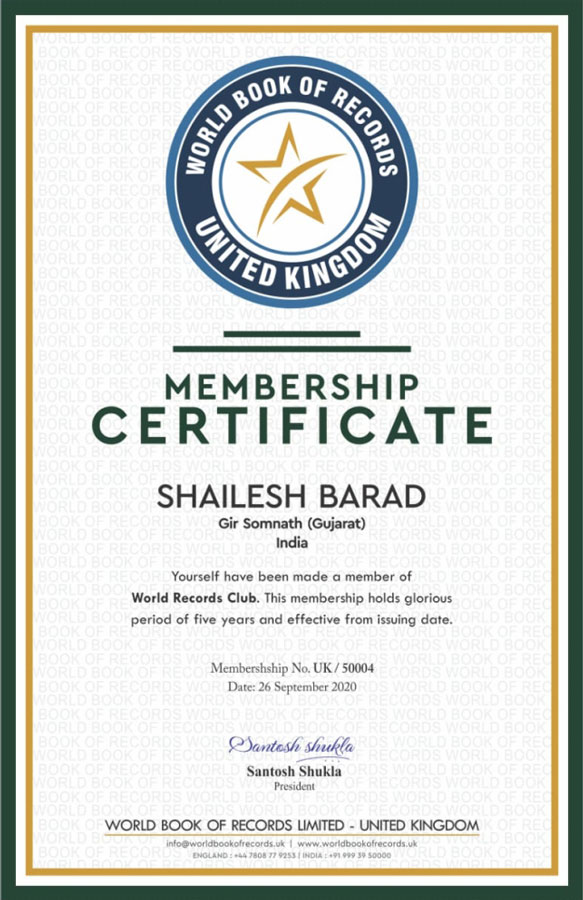 WORLD BOOK OF RECORDS
UNITED KINGDOM
MEMBERSHIP
CERTIFICATE
SHAILESH BARAD
Gir Somnath (Gujarat)
India
Yourself have been made a member of
World Records Club. This membership holds glorious
period of five years and effective from issuing date.
Membershship No. UK / 50004
Date: 26 September 2020
Santosh shukla
Santosh Shukla
President
WORLD BOOK OF RECORDS LIMITED - UNITED KINGDOM
info@worldbookofrecords.uk | www.worldbookofrecords.uk
ENGLAND : +44 7808 77 9253 | INDIA : +91 999 39 50000